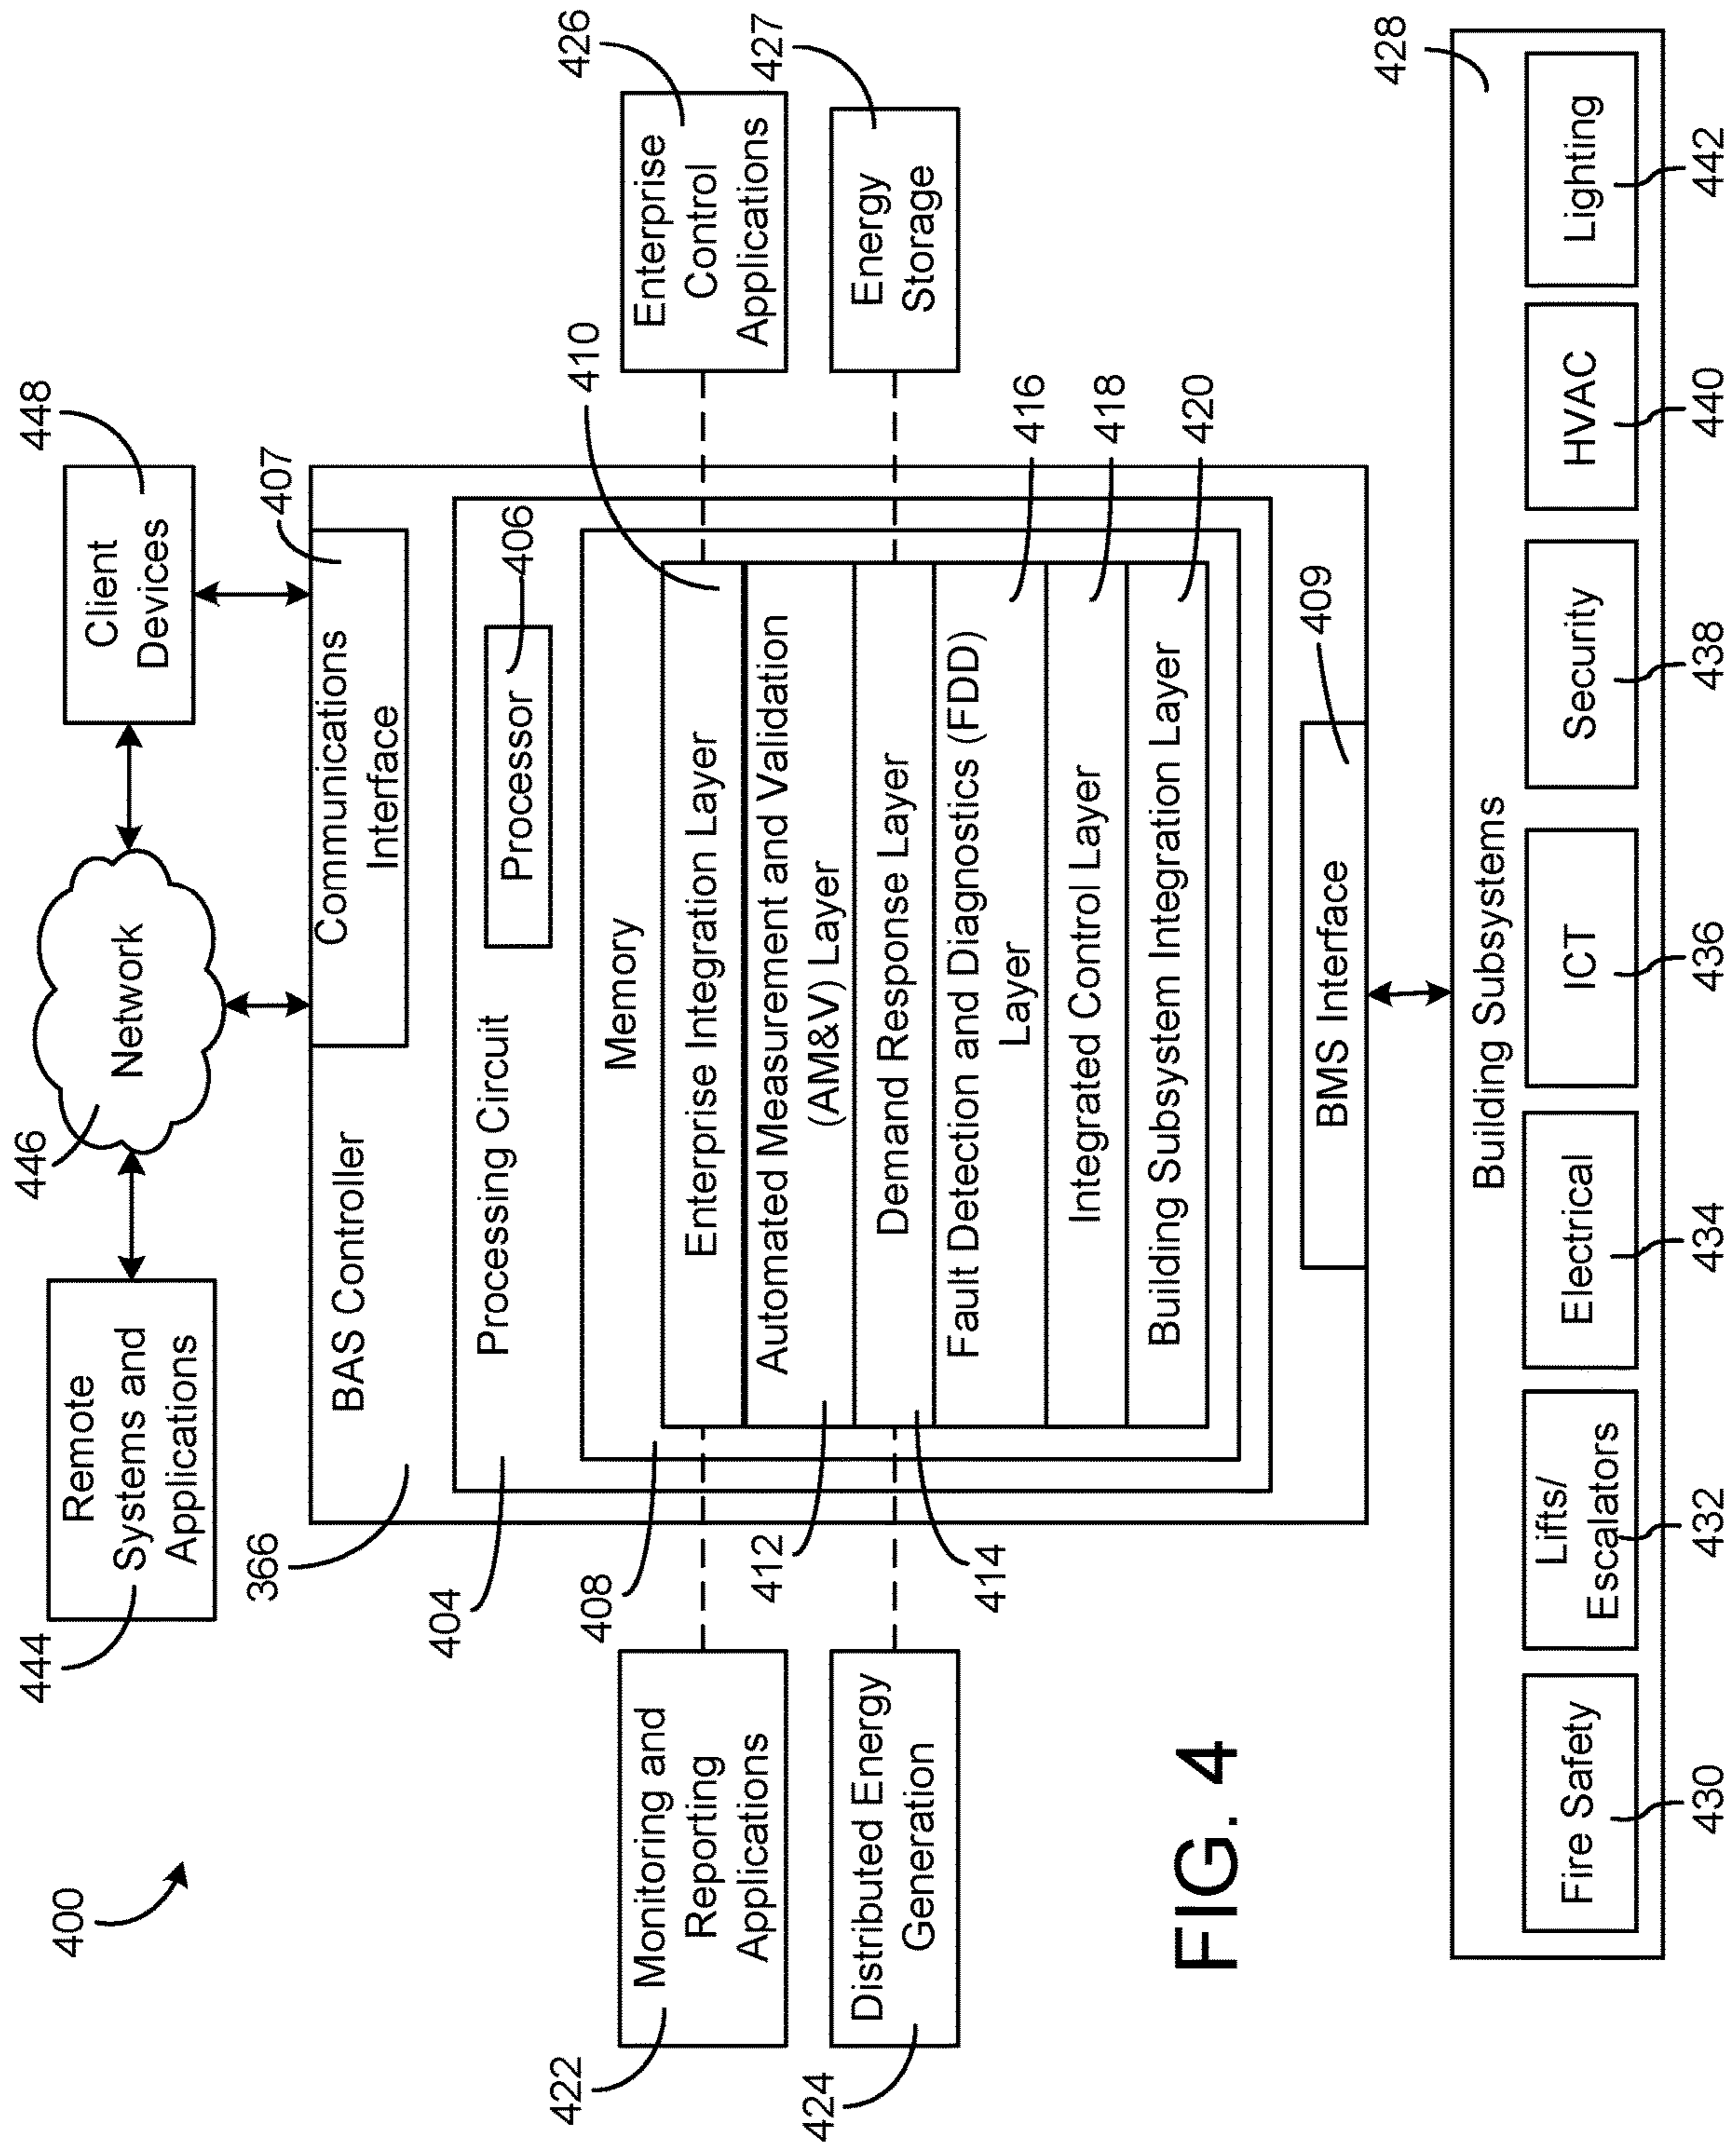 400
444
Remote
Systems and
Applications
446
Network
448
Client
Devices
366
BAS Controller
407
Communications
Interface
404
Processing Circuit
Processor
406
408
Memory
410
Enterprise Integration Layer
Automated Measurement and Validation
(AM&V) Layer
412
Demand Response Layer
414
Fault Detection and Diagnostics (FDD)
Layer
416
Integrated Control Layer
418
Building Subsystem Integration Layer
420
BMS Interface
409
422
Monitoring and
Reporting
Applications
424
Distributed Energy
Generation
426
Enterprise
Control
Applications
427
Energy
Storage
FIG. 4
428
Building Subsystems
Fire Safety
Lifts/
Escalators
Electrical
ICT
Security
HVAC
Lighting
430
432
434
436
438
440
442